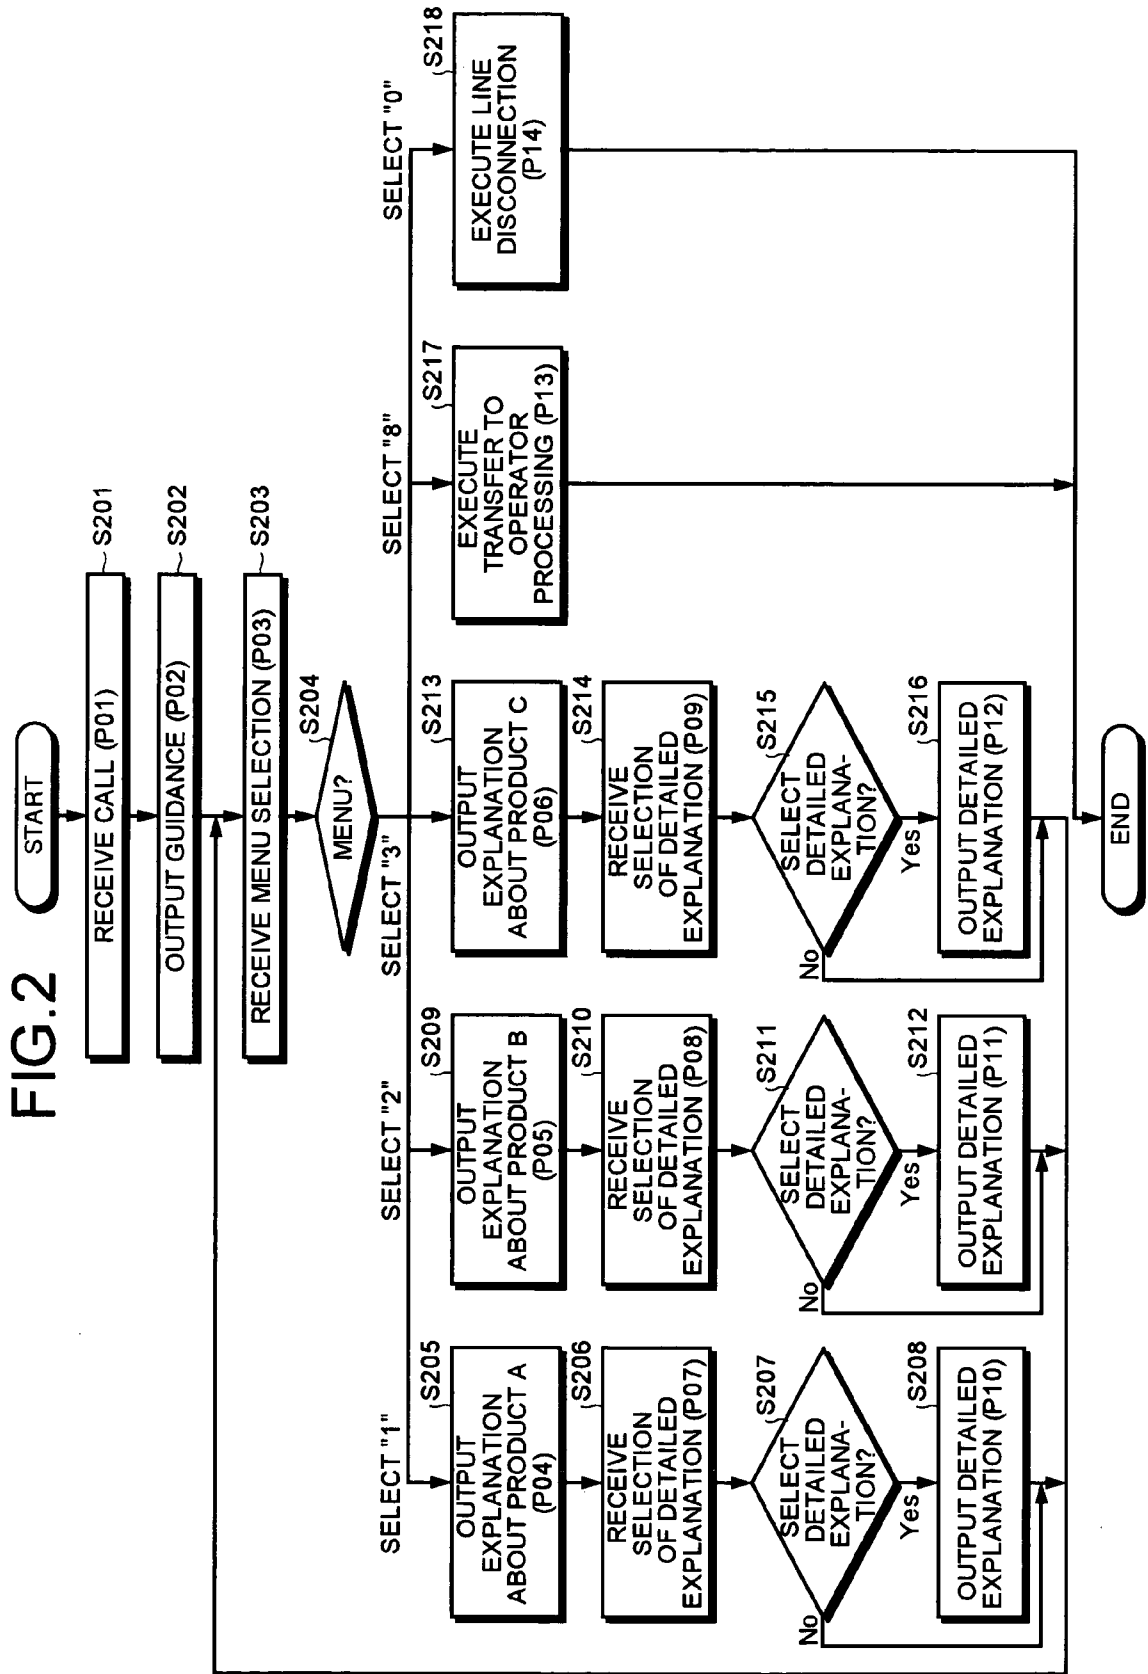 FIG.2
START
RECEIVE CALL (P01)
S201
OUTPUT GUIDANCE (P02)
S202
RECEIVE MENU SELECTION (P03)
S203
MENU?
S204
SELECT "1"
SELECT "2"
SELECT "3"
SELECT "8"
SELECT "0"
S205
OUTPUT
EXPLANATION
ABOUT PRODUCT A
(P04)
S206
RECEIVE
SELECTION
OF DETAILED
EXPLANATION (P07)
S207
SELECT
DETAILED
EXPLANA-
TION?
No
Yes
S208
OUTPUT DETAILED
EXPLANATION (P10)
S209
OUTPUT
EXPLANATION
ABOUT PRODUCT B
(P05)
S210
RECEIVE
SELECTION
OF DETAILED
EXPLANATION (P08)
S211
SELECT
DETAILED
EXPLANA-
TION?
No
Yes
S212
OUTPUT DETAILED
EXPLANATION (P11)
S213
OUTPUT
EXPLANATION
ABOUT PRODUCT C
(P06)
S214
RECEIVE
SELECTION
OF DETAILED
EXPLANATION (P09)
S215
SELECT
DETAILED
EXPLANA-
TION?
No
Yes
S216
OUTPUT DETAILED
EXPLANATION (P12)
S217
EXECUTE
TRANSFER TO
OPERATOR
PROCESSING (P13)
S218
EXECUTE LINE
DISCONNECTION
(P14)
END